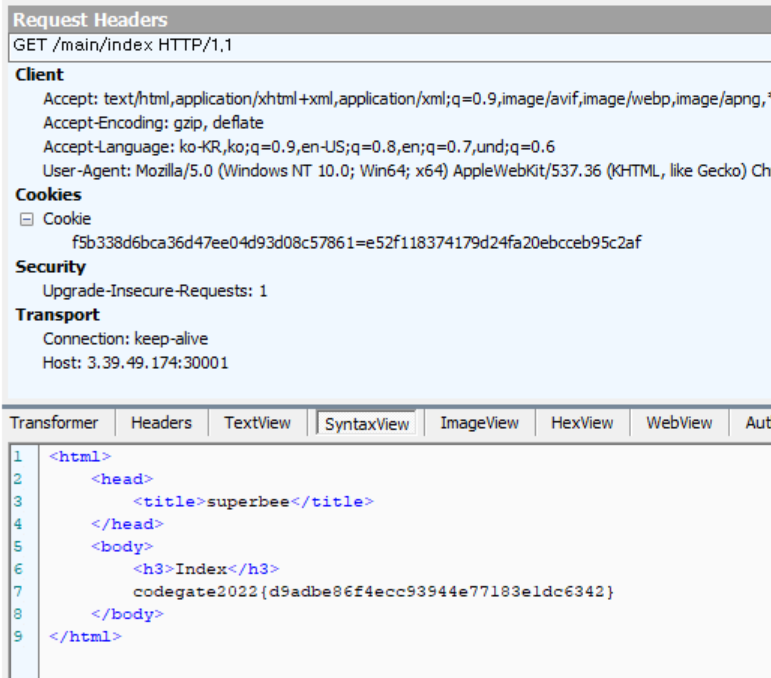 Request Headers
GET /main/index HTTP/1.1
Client
Accept: text/html,application/xhtml+xml,application/xml;q=0.9,image/avif,image/webp,image/apng,*
Accept-Encoding: gzip, deflate
Accept-Language: ko-KR,ko;q=0.9,en-US;q=0.8,en;q=0.7,und;q=0.6
User-Agent: Mozilla/5.0 (Windows NT 10.0; Win64; x64) AppleWebKit/537.36 (KHTML, like Gecko) Ch
Cookies
Cookie
f5b338d6bca36d47ee04d93d08c57861=e52f118374179d24fa20ebcceb95c2af
Security
Upgrade-Insecure-Requests: 1
Transport
Connection: keep-alive
Host: 3.39.49.174:30001
Transformer Headers TextView SyntaxView ImageView HexView WebView Aut
1 <html>
2 <head>
3 <title>superbee</title>
4 </head>
5 <body>
6 <h3>Index</h3>
7 codegate2022{d9adbe86f4ecc93944e77183e1dc6342}
8 </body>
9 </html>